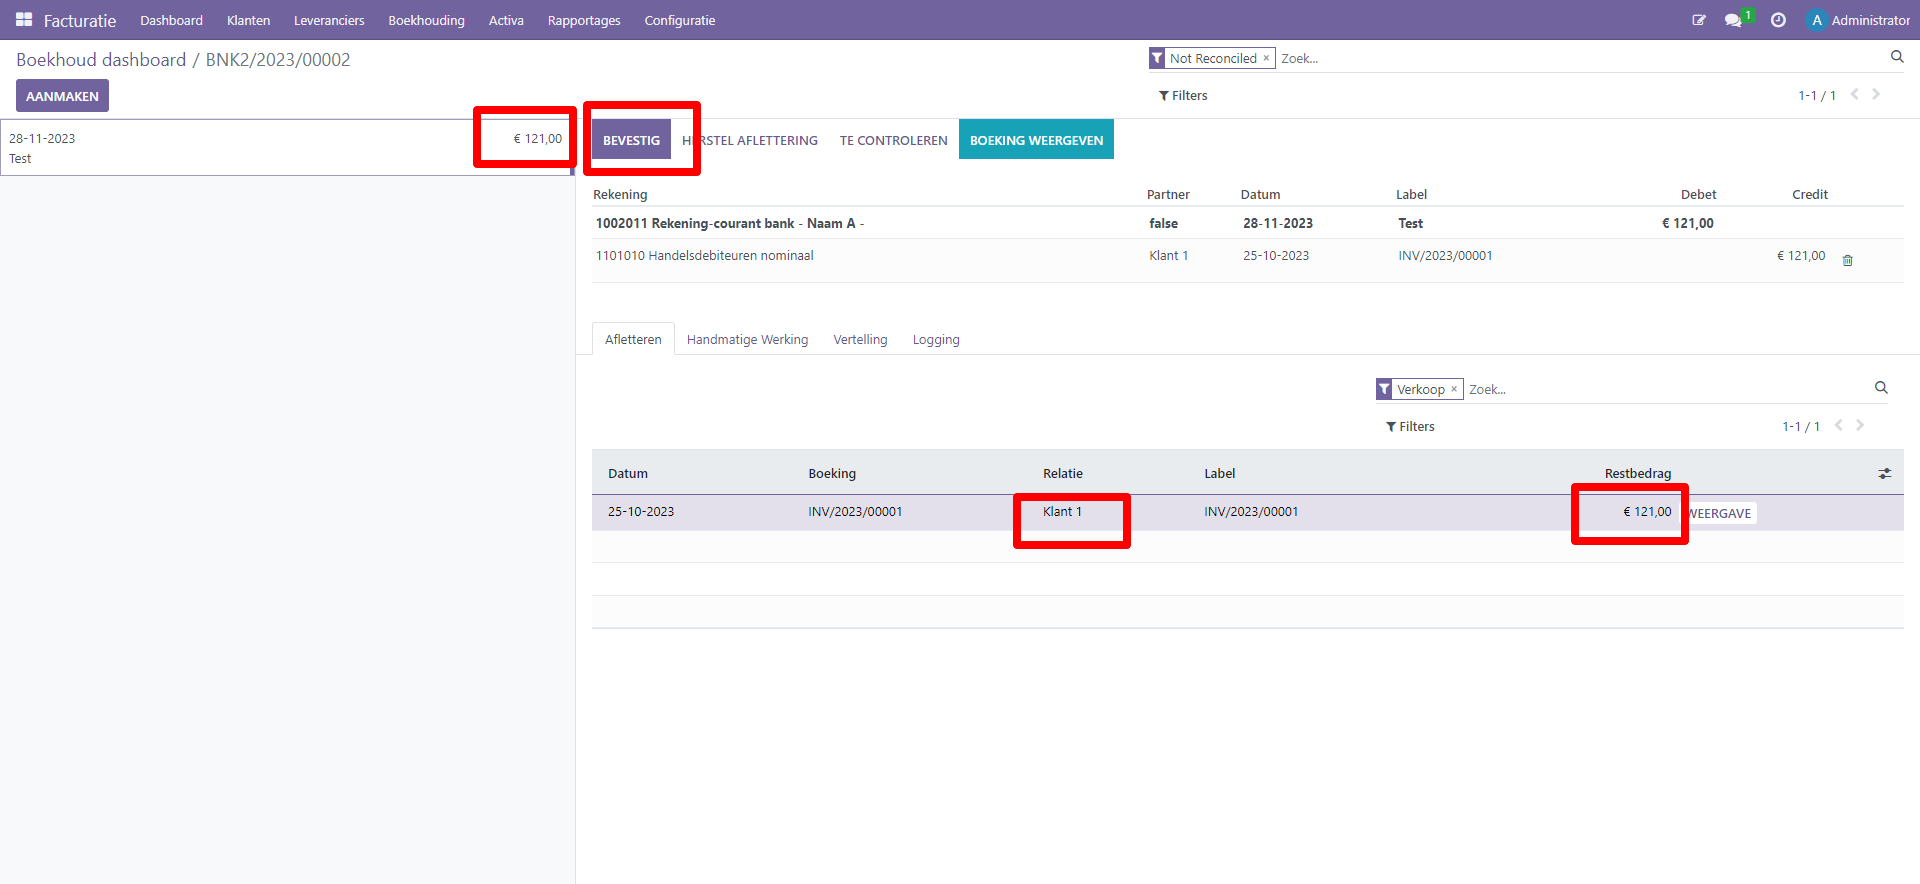 Facturatie Dashboard Klanten Leveranciers Boekhouding Activa Rapportages Configuratie 1 A Administrator
Boekhoud dashboard / BNK2/2023/00002
Not Reconciled × Zoek...
AANMAKEN
Filters 1-1 / 1
28-11-2023 € 121,00
Test
BEVESTIG HERSTEL AFLETTERING TE CONTROLEREN BOEKING WEERGEVEN
Rekening Partner Datum Label Debet Credit
1002011 Rekening-courant bank - Naam A - false 28-11-2023 Test € 121,00
1101010 Handelsdebiteuren nominaal Klant 1 25-10-2023 INV/2023/00001 € 121,00
Afletteren Handmatige Werking Vertelling Logging
Verkoop × Zoek...
Filters 1-1 / 1
Datum Boeking Relatie Label Restbedrag
25-10-2023 INV/2023/00001 Klant 1 INV/2023/00001 € 121,00 WEERGAVE